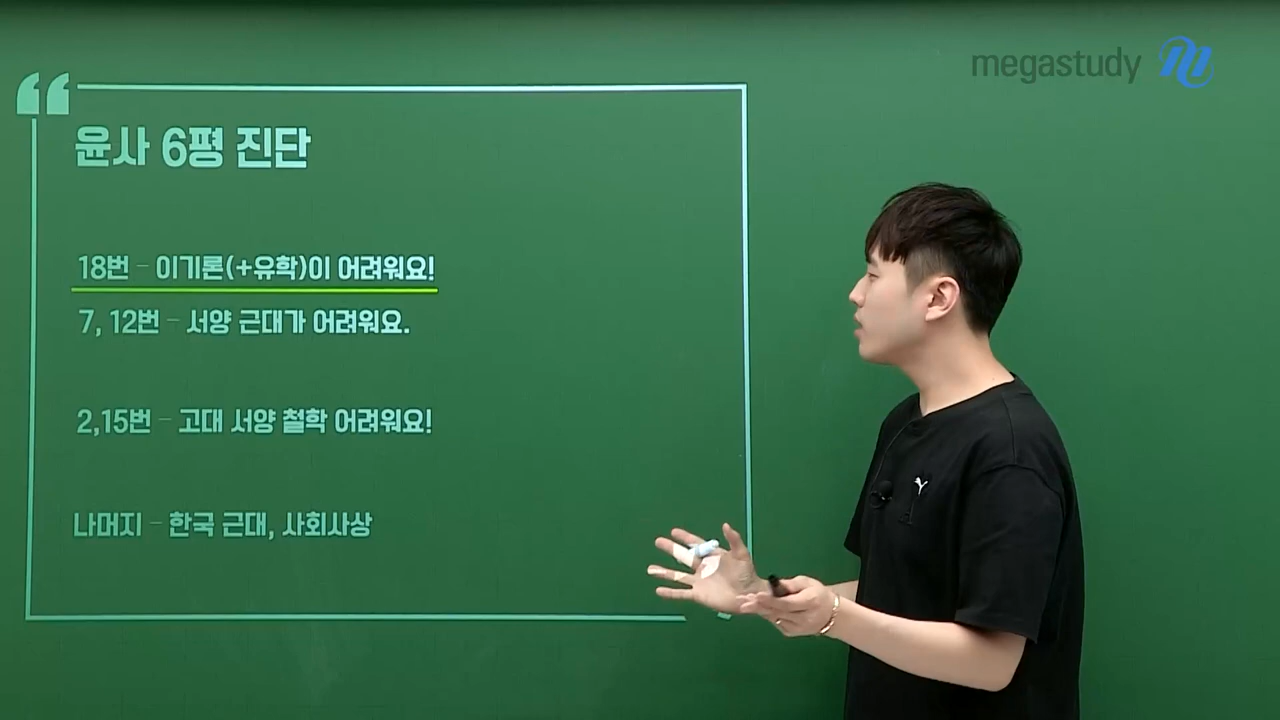 megastudy
윤사 6평 진단
18번 - 이기론(+유학)이 어려워요!
7, 12번 - 서양 근대가 어려워요.
2,15번 - 고대 서양 철학 어려워요!
나머지 - 한국 근대, 사회사상